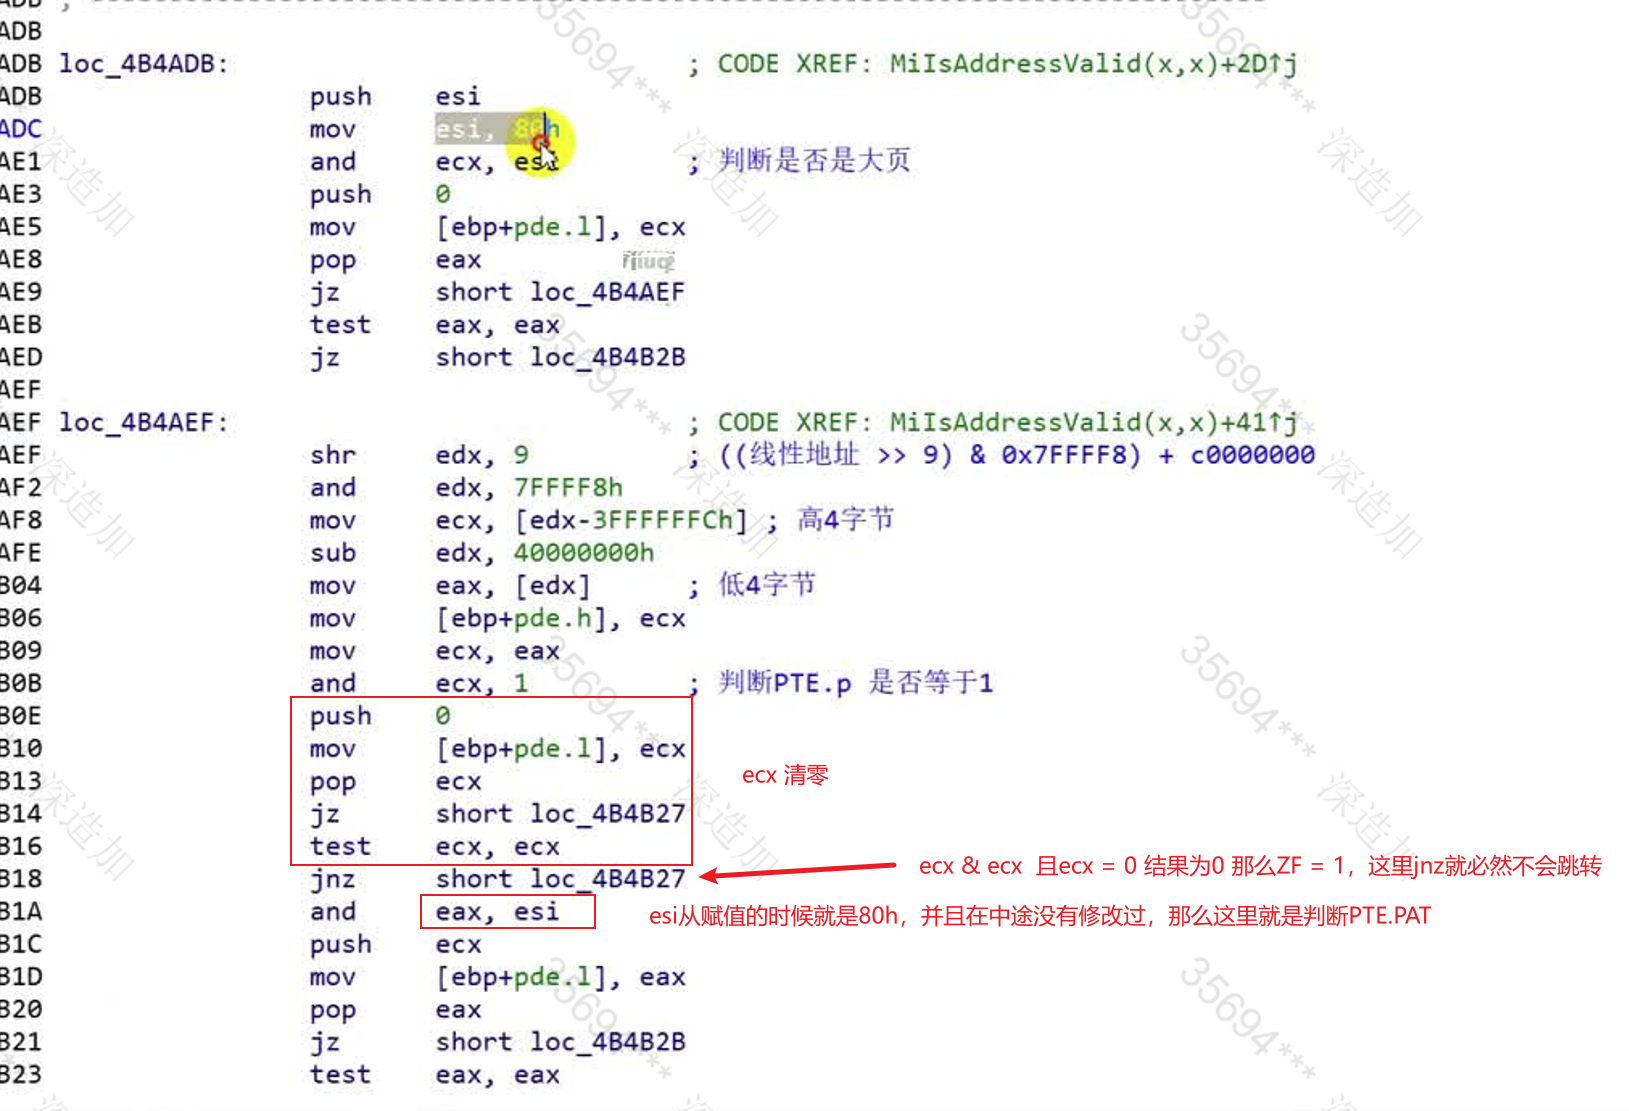 ADB ;
ADB
ADB loc_4B4ADB: ; CODE XREF: MiIsAddressValid(x,x)+2D↑j
ADB push esi
ADC mov esi, 80h
AE1 and ecx, esi ; 判断是否是大页
AE3 push 0
AE5 mov [ebp+pde.l], ecx
AE8 pop eax
AE9 jz short loc_4B4AEF
AEB test eax, eax
AED jz short loc_4B4B2B
AEF
AEF loc_4B4AEF: ; CODE XREF: MiIsAddressValid(x,x)+41↑j
AEF shr edx, 9 ; ((线性地址 >> 9) & 0x7FFFF8) + c0000000
AF2 and edx, 7FFFF8h
AF8 mov ecx, [edx-3FFFFFFCh] ; 高4字节
AFE sub edx, 40000000h
B04 mov eax, [edx] ; 低4字节
B06 mov [ebp+pde.h], ecx
B09 mov ecx, eax
B0B and ecx, 1 ; 判断PTE.p 是否等于1
B0E push 0
B10 mov [ebp+pde.l], ecx
ecx 清零
B13 pop ecx
B14 jz short loc_4B4B27
B16 test ecx, ecx
B18 jnz short loc_4B4B27
ecx & ecx 且ecx = 0 结果为0 那么ZF = 1，这里jnz就必然不会跳转
B1A and eax, esi
esi从赋值的时候就是80h，并且在中途没有修改过，那么这里就是判断PTE.PAT
B1C push ecx
B1D mov [ebp+pde.l], eax
B20 pop eax
B21 jz short loc_4B4B2B
B23 test eax, eax
35694***
深造加